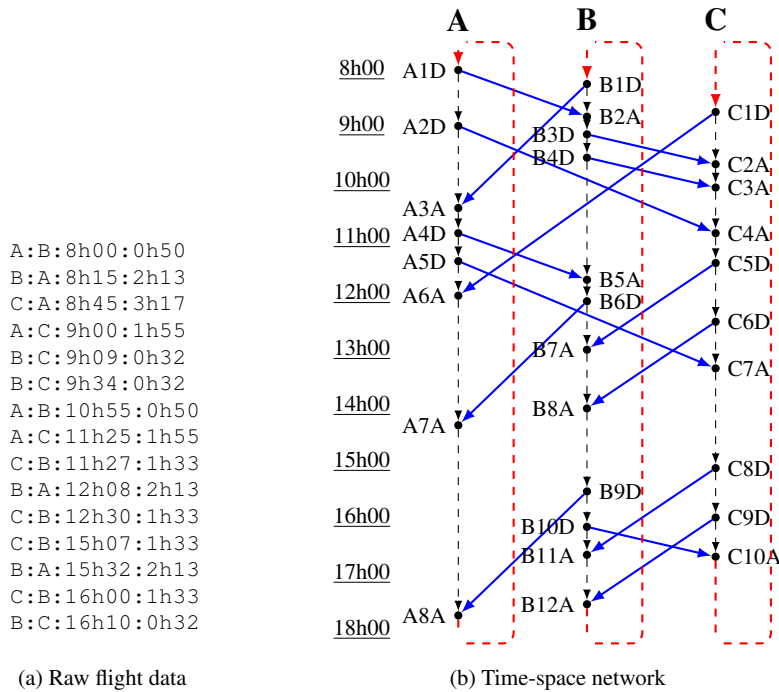 A B C
8h00 A1D
B1D
B2A
C1D
9h00 A2D
B3D
B4D
C2A
10h00
C3A
A3A
11h00 A4D
C4A
A5D
C5D
B5A
12h00 A6A
B6D
C6D
13h00
B7A
C7A
14h00
B8A
A7A
15h00
C8D
B9D
16h00
C9D
B10D
B11A
C10A
17h00
B12A
A8A
18h00
A:B:8h00:0h50
B:A:8h15:2h13
C:A:8h45:3h17
A:C:9h00:1h55
B:C:9h09:0h32
B:C:9h34:0h32
A:B:10h55:0h50
A:C:11h25:1h55
C:B:11h27:1h33
B:A:12h08:2h13
C:B:12h30:1h33
C:B:15h07:1h33
B:A:15h32:2h13
C:B:16h00:1h33
B:C:16h10:0h32
(a) Raw flight data
(b) Time-space network